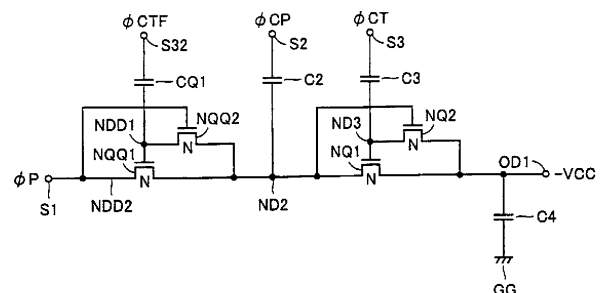 φCTF φCP φCT
S32 S2 S3
CQ1 C2 C3
NDD1 NQQ2 ND3 NQ2
NQQ1 N NQ1 N OD1
φP N N -VCC
S1 NDD2 ND2 C4
GG